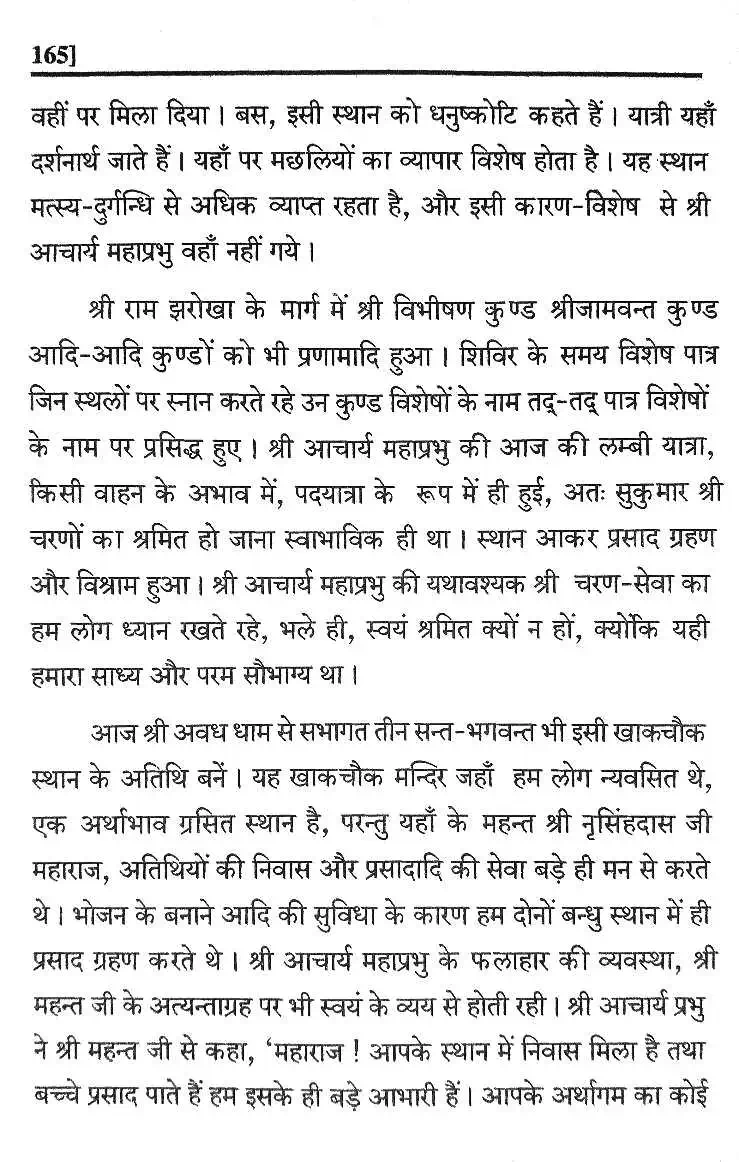 165]
वहीं पर मिला दिया। बस, इसी स्थान को धनुष्कोटि कहते हैं। यात्री यहाँ
दर्शनार्थ जाते हैं। यहाँ पर मछलियों का व्यापार विशेष होता है। यह स्थान
मत्स्य-दुर्गन्धि से अधिक व्याप्त रहता है, और इसी कारण-विशेष से श्री
आचार्य महाप्रभु वहाँ नहीं गये।
श्री राम झरोखा के मार्ग में श्री विभीषण कुण्ड श्रीजामवन्त कुण्ड
आदि-आदि कुण्डों को भी प्रणामादि हुआ। शिविर के समय विशेष पात्र
जिन स्थलों पर स्नान करते रहे उन कुण्ड विशेषों के नाम तद्-तद् पात्र विशेषों
के नाम पर प्रसिद्ध हुए। श्री आचार्य महाप्रभु की आज की लम्बी यात्रा,
किसी वाहन के अभाव में, पदयात्रा के रूप में ही हुई, अतः सुकुमार श्री
चरणों का श्रमित हो जाना स्वाभाविक ही था। स्थान आकर प्रसाद ग्रहण
और विश्राम हुआ। श्री आचार्य महाप्रभु की यथावश्यक श्री चरण-सेवा का
हम लोग ध्यान रखते रहे, भले ही, स्वयं श्रमित क्यों न हों, क्योंकि यही
हमारा साध्य और परम सौभाग्य था।
आज श्री अवध धाम से सभागत तीन सन्त-भगवन्त भी इसी खाकचौक
स्थान के अतिथि बनें। यह खाकचौक मन्दिर जहाँ हम लोग न्यवसित थे,
एक अर्थाभाव ग्रसित स्थान है, परन्तु यहाँ के महन्त श्री नृसिंहदास जी
महाराज, अतिथियों की निवास और प्रसादादि की सेवा बड़े ही मन से करते
थे। भोजन के बनाने आदि की सुविधा के कारण हम दोनों बन्धु स्थान में ही
प्रसाद ग्रहण करते थे। श्री आचार्य महाप्रभु के फलाहार की व्यवस्था, श्री
महन्त जी के अत्यन्ताग्रह पर भी स्वयं के व्यय से होती रही। श्री आचार्य प्रभु
ने श्री महन्त जी से कहा, ‘महाराज ! आपके स्थान में निवास मिला है तथा
बच्चे प्रसाद पाते हैं हम इसके ही बड़े आभारी हैं। आपके अर्थागम का कोई